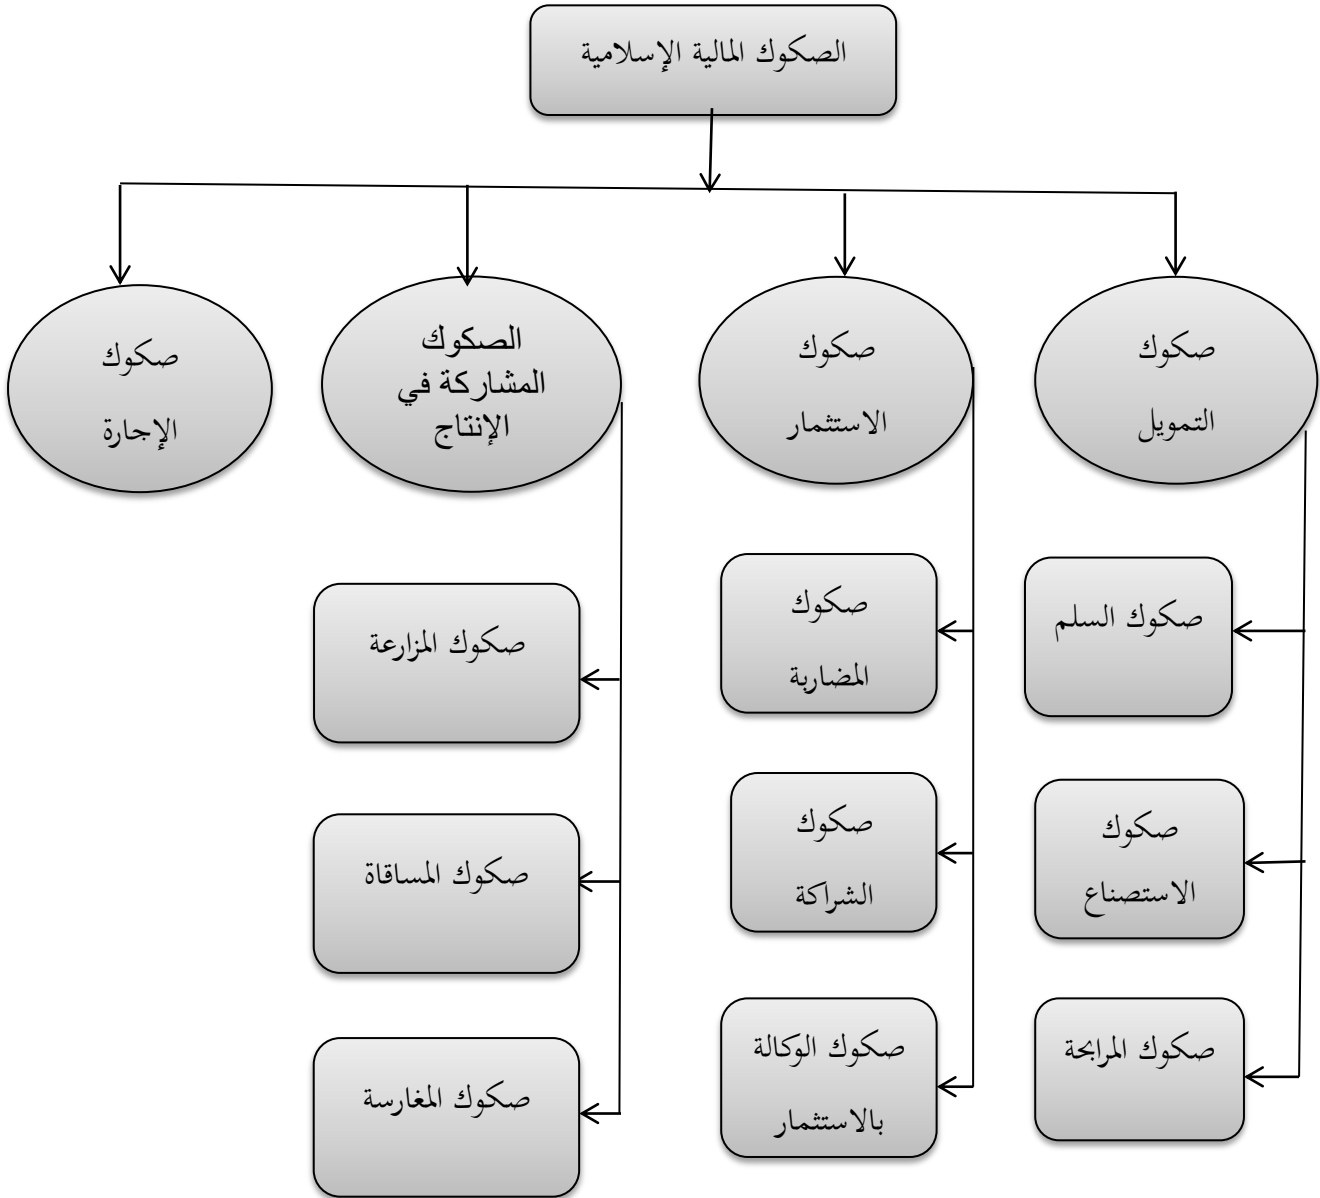 الصكوك المالية الإسلامية
صكوك
التمويل
صكوك
الاستثمار
الصكوك
المشاركة في
الإنتاج
صكوك
الإجارة
صكوك السلم
صكوك
الاستصناع
صكوك المرابحة
صكوك
المضاربة
صكوك
الشراكة
صكوك الوكالة
بالاستثمار
صكوك المزارعة
صكوك المساقاة
صكوك المغارسة